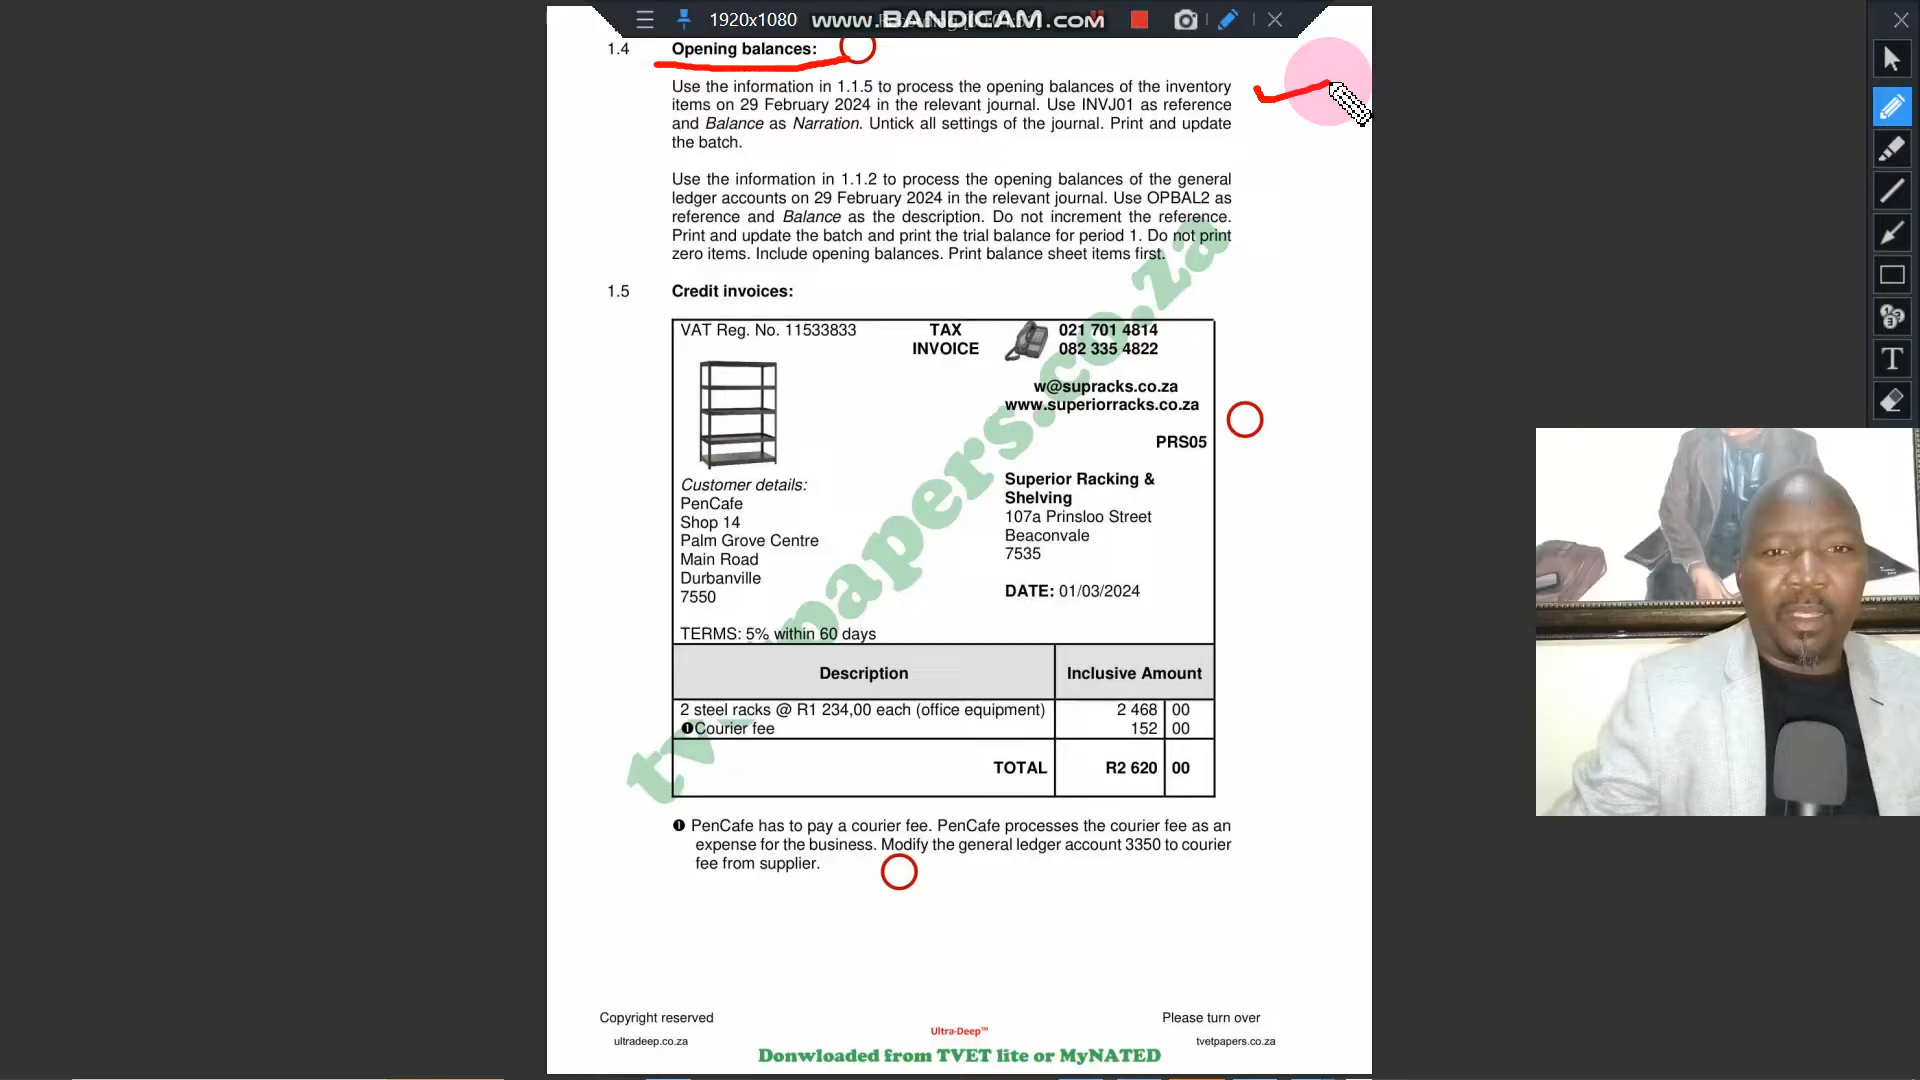 1920x1080
www.BANDICAM.com
1.4 Opening balances:
Use the information in 1.1.5 to process the opening balances of the inventory
items on 29 February 2024 in the relevant journal. Use INVJ01 as reference
and Balance as Narration. Untick all settings of the journal. Print and update
the batch.
Use the information in 1.1.2 to process the opening balances of the general
ledger accounts on 29 February 2024 in the relevant journal. Use OPBAL2 as
reference and Balance as the description. Do not increment the reference.
Print and update the batch and print the trial balance for period 1. Do not print
zero items. Include opening balances. Print balance sheet items first.
1.5 Credit invoices:
VAT Reg. No. 11533833
TAX
INVOICE
021 701 4814
082 335 4822
w@supracks.co.za
www.superiorracks.co.za
PRS05
Customer details:
PenCafe
Shop 14
Palm Grove Centre
Main Road
Durbanville
7550
Superior Racking &
Shelving
107a Prinsloo Street
Beaconvale
7535
DATE: 01/03/2024
TERMS: 5% within 60 days
Description Inclusive Amount
2 steel racks @ R1 234,00 each (office equipment) 2 468 00
❶Courier fee 152 00
TOTAL R2 620 00
❶ PenCafe has to pay a courier fee. PenCafe processes the courier fee as an
expense for the business. Modify the general ledger account 3350 to courier
fee from supplier.
Copyright reserved
Please turn over
ultradeep.co.za
Ultra-Deep™
tvetpapers.co.za
Donwloaded from TVET lite or MyNATED